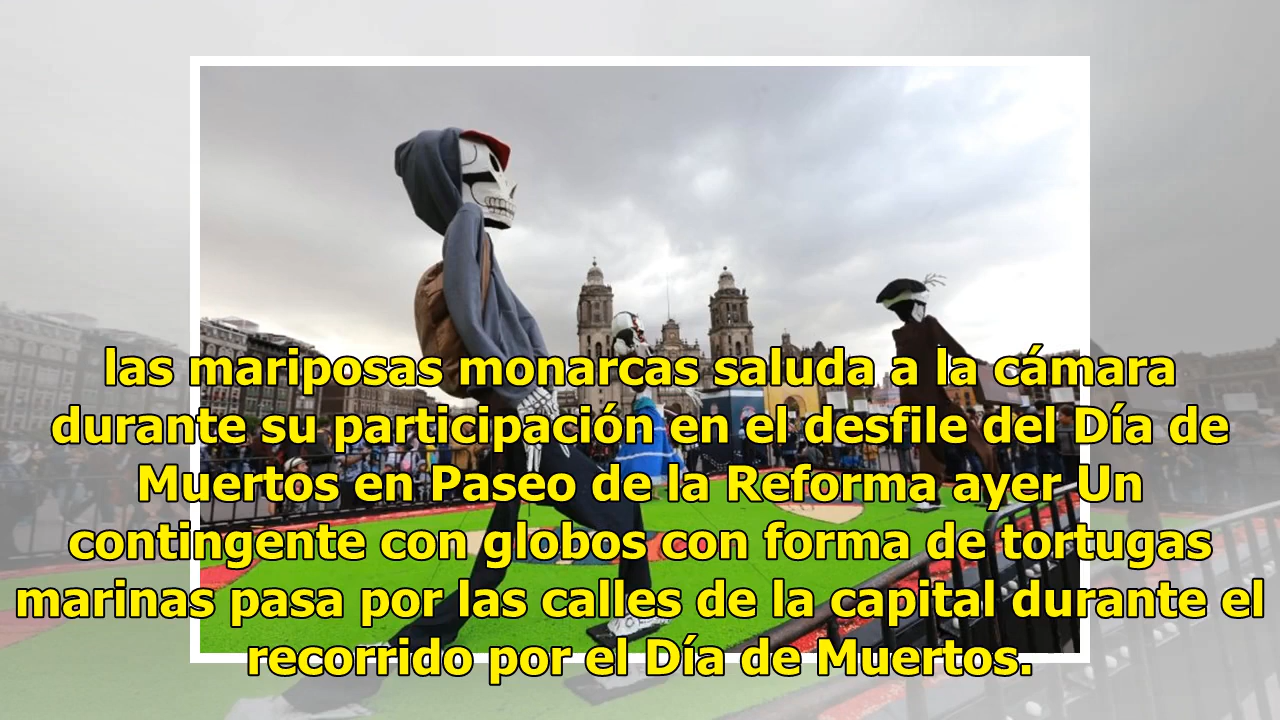 las mariposas monarcas saluda a la cámara
durante su participación en el desfile del Día de
Muertos en Paseo de la Reforma ayer Un
contingente con globos con forma de tortugas
marinas pasa por las calles de la capital durante el
recorrido por el Día de Muertos.